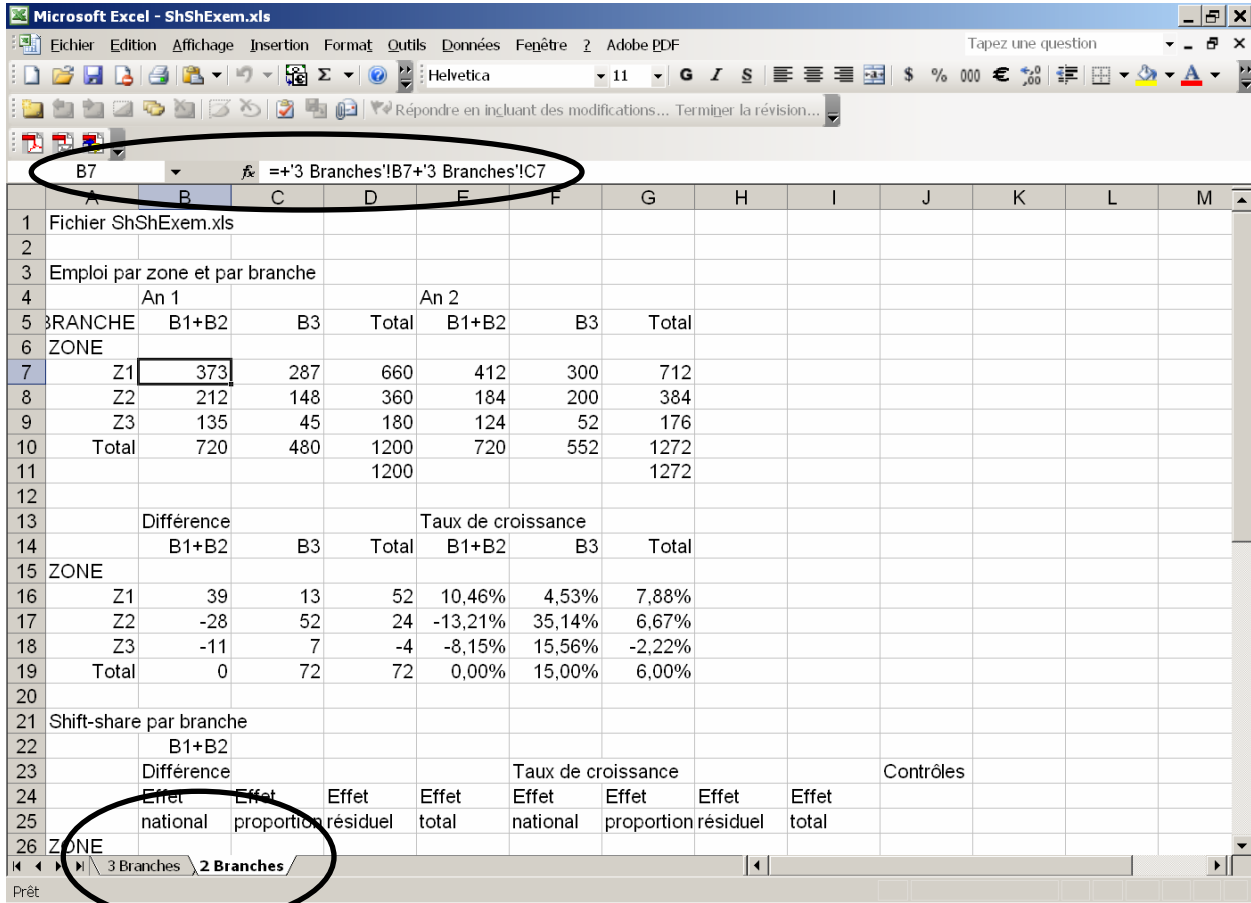 Microsoft Excel - ShShExem.xls
Fichier Edition Affichage Insertion Format Outils Données Fenêtre ? Adobe PDF Tapez une question
Helvetica 11 G I S $ % 000 €
Répondre en incluant des modifications... Terminer la révision...
B7 fx =+'3 Branches'!B7+'3 Branches'!C7
A B C D E F G H I J K L M
1 Fichier ShShExem.xls
2
3 Emploi par zone et par branche
4 An 1 An 2
5 BRANCHE B1+B2 B3 Total B1+B2 B3 Total
6 ZONE
7 Z1 373 287 660 412 300 712
8 Z2 212 148 360 184 200 384
9 Z3 135 45 180 124 52 176
10 Total 720 480 1200 720 552 1272
11 1200 1272
12
13 Différence Taux de croissance
14 B1+B2 B3 Total B1+B2 B3 Total
15 ZONE
16 Z1 39 13 52 10,46% 4,53% 7,88%
17 Z2 -28 52 24 -13,21% 35,14% 6,67%
18 Z3 -11 7 -4 -8,15% 15,56% -2,22%
19 Total 0 72 72 0,00% 15,00% 6,00%
20
21 Shift-share par branche
22 B1+B2
23 Différence Taux de croissance Contrôles
24 Effet Effet Effet Effet Effet Effet Effet Effet
25 national proportion résiduel total national proportion résiduel total
26 ZONE
3 Branches 2 Branches
Prêt